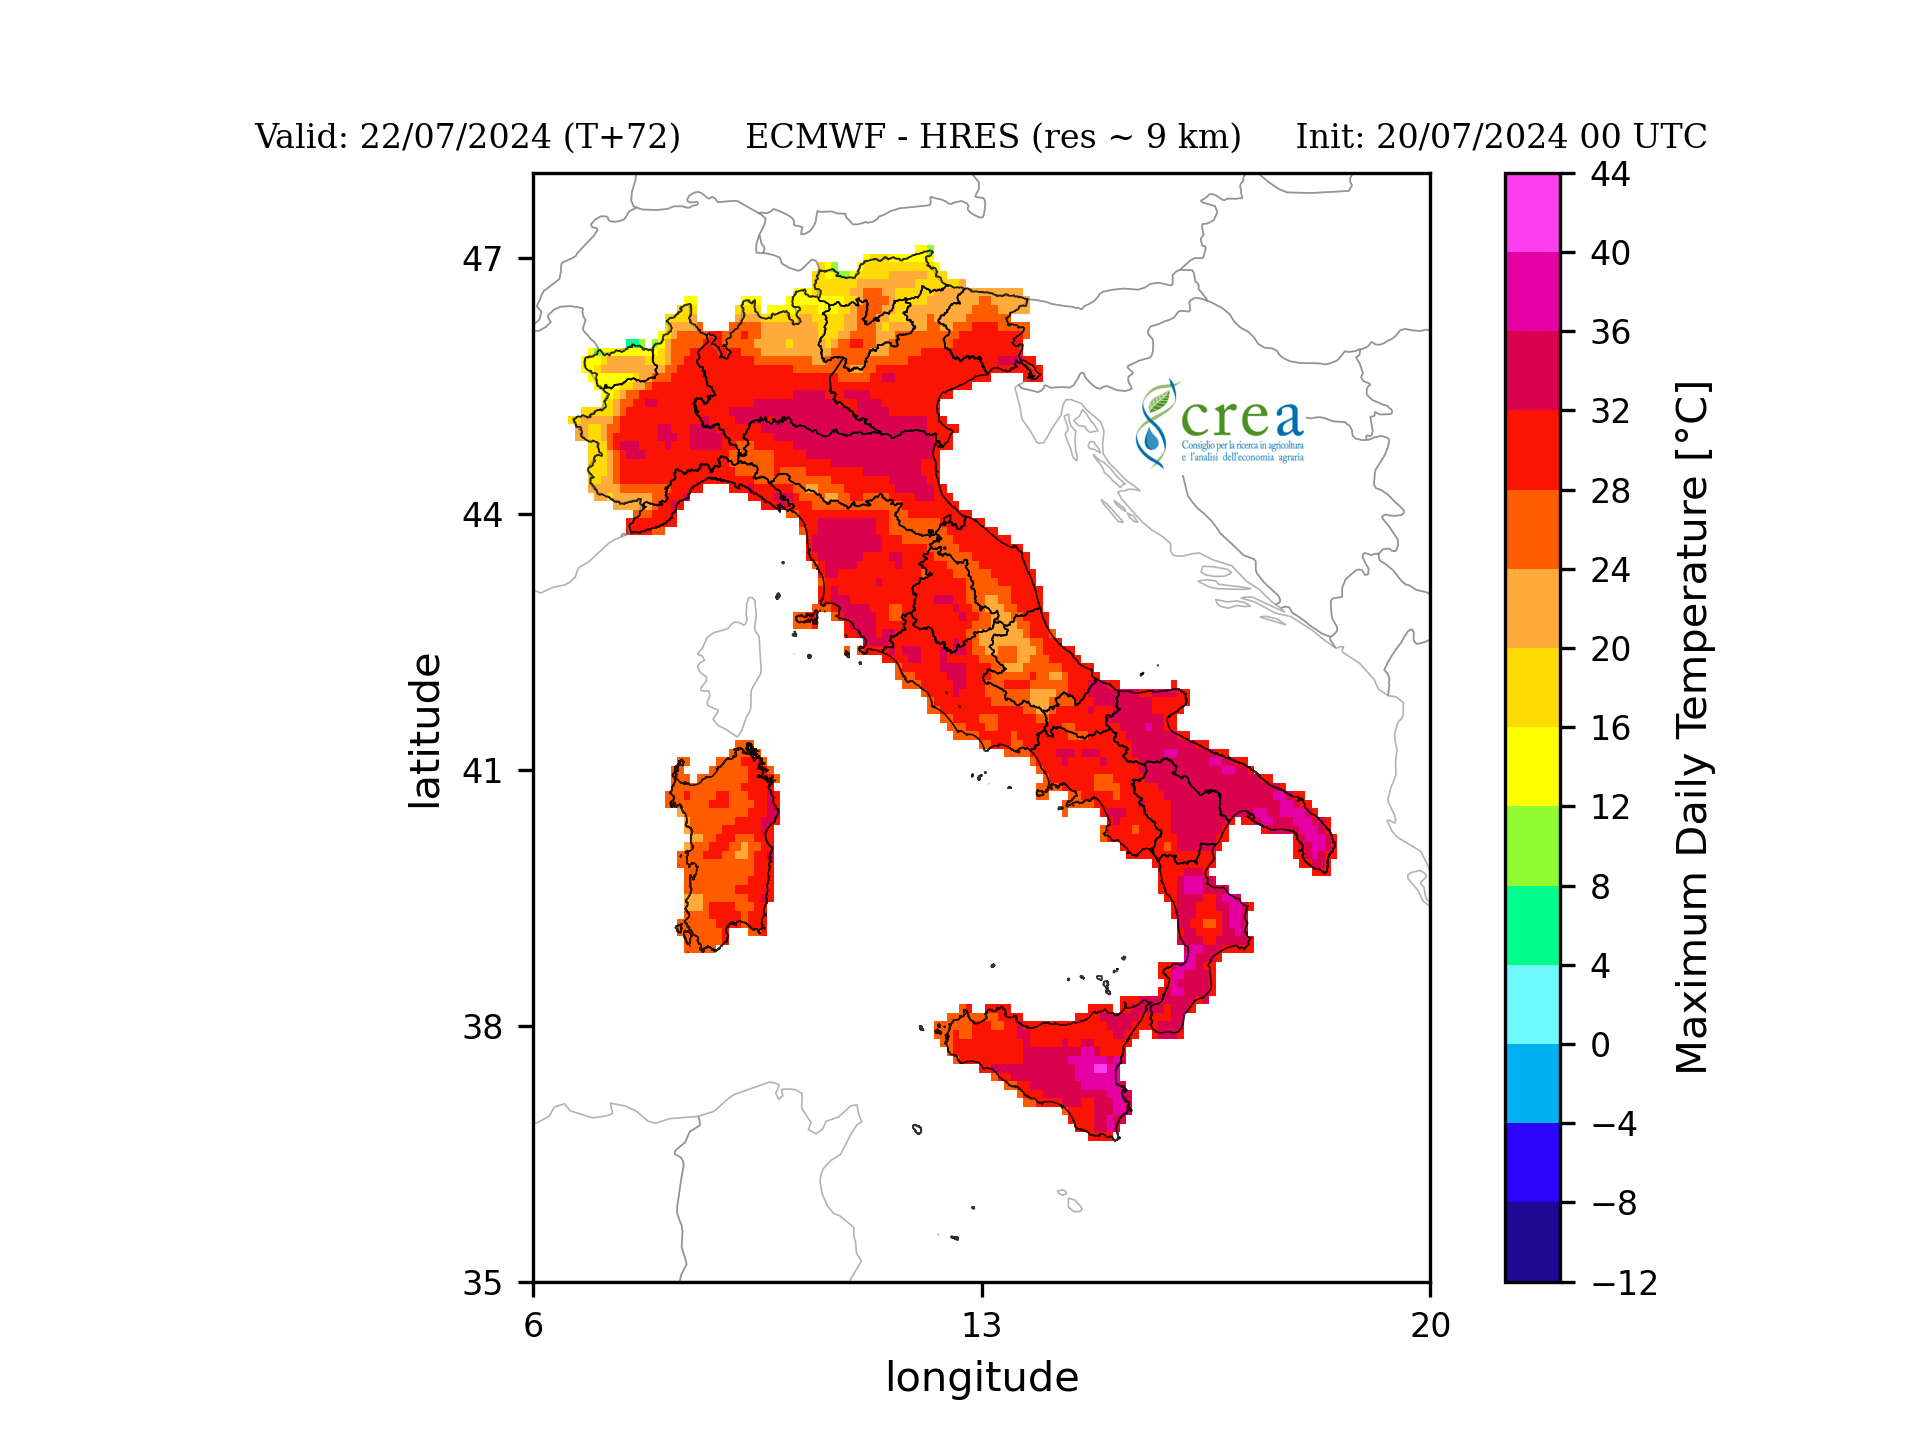 Valid: 22/07/2024 (T+72) ECMWF - HRES (res ~ 9 km) Init: 20/07/2024 00 UTC
47
44
41
38
35
latitude
6 13 20
longitude
crea
Consiglio per la ricerca in agricoltura
e l'analisi dell'economia agraria
44
40
36
32
28
24
20
16
12
8
4
0
−4
−8
−12
Maximum Daily Temperature [°C]